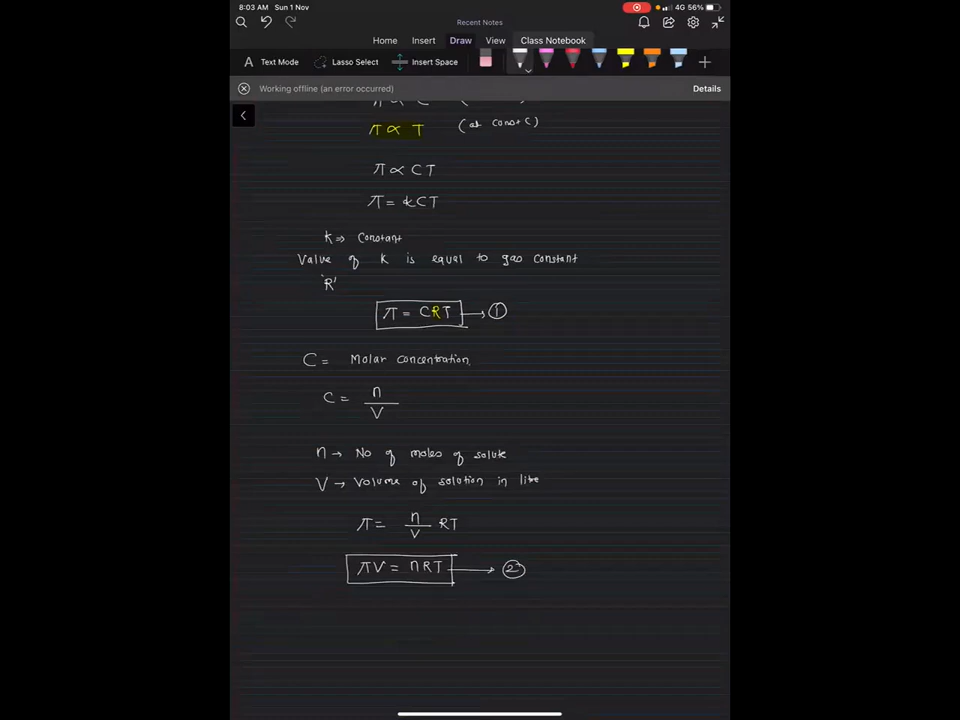 8:03 AM Sun 1 Nov
4G 56%
Recent Notes
Home Insert Draw View Class Notebook
A Text Mode Lasso Select Insert Space
Working offline (an error occurred) Details
π ∝ T (at const C)
π ∝ CT
π = kCT
k ⇒ Constant
Value of K is equal to gas constant
'R'
π = CRT → ①
C = Molar concentration
C = n/V
n → No of moles of solute
V → Volume of solution in litre
π = n/V RT
πV = nRT → ②